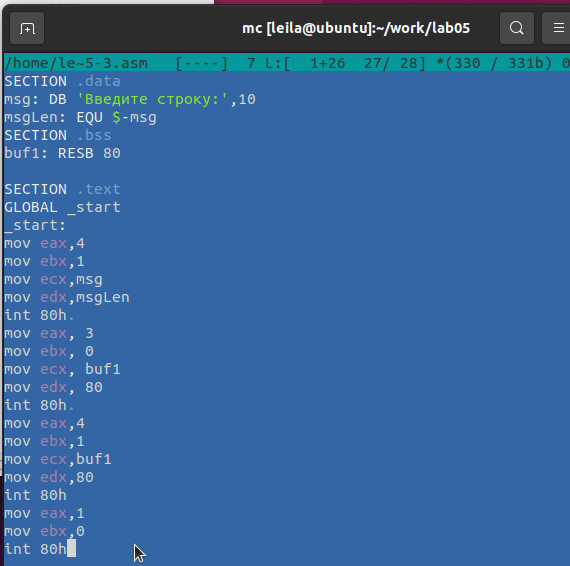 mc [leila@ubuntu]:~/work/lab05
/home/le~5-3.asm [----] 7 L:[ 1+26 27/ 28] *(330 / 331b) 0
SECTION .data
msg: DB 'Введите строку:',10
msgLen: EQU $-msg
SECTION .bss
buf1: RESB 80
SECTION .text
GLOBAL _start
_start:
mov eax,4
mov ebx,1
mov ecx,msg
mov edx,msgLen
int 80h.
mov eax, 3
mov ebx, 0
mov ecx, buf1
mov edx, 80
int 80h.
mov eax,4
mov ebx,1
mov ecx,buf1
mov edx,80
int 80h
mov eax,1
mov ebx,0
int 80h